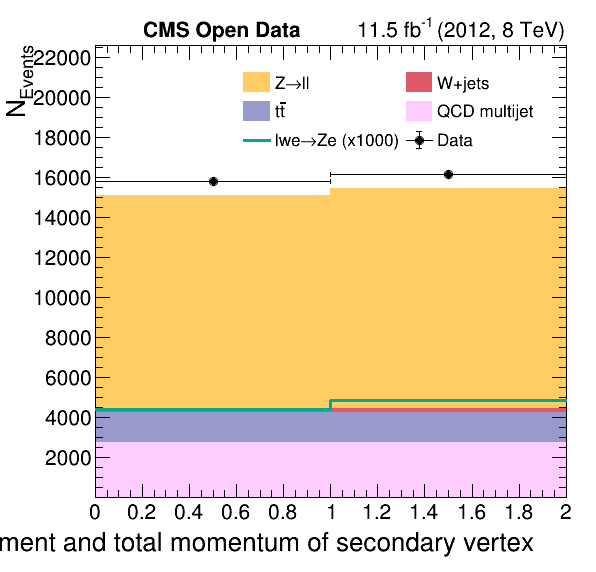 CMS Open Data 11.5 fb⁻¹ (2012, 8 TeV)
N_Events
22000
20000
18000
16000
14000
12000
10000
8000
6000
4000
2000
Z→ll W+jets
tt̄ QCD multijet
lwe→Ze (x1000) Data
0 0.2 0.4 0.6 0.8 1 1.2 1.4 1.6 1.8 2
ment and total momentum of secondary vertex